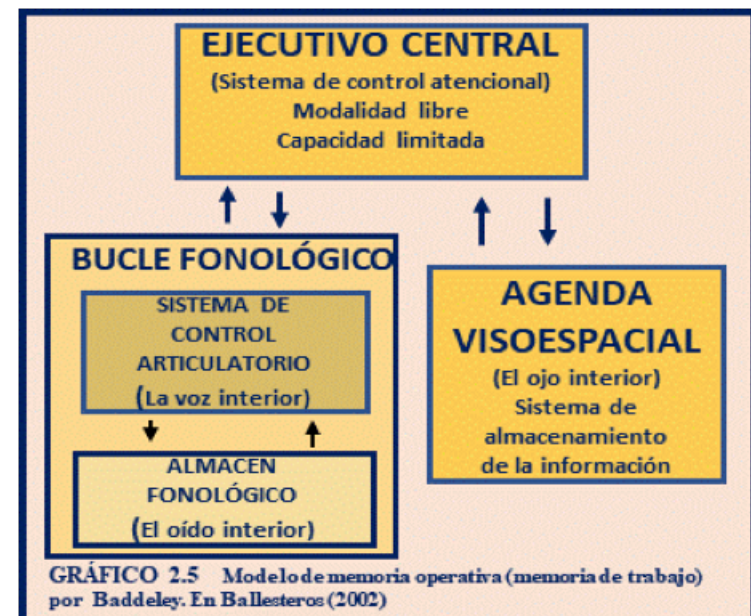 EJECUTIVO CENTRAL
(Sistema de control atencional)
Modalidad libre
Capacidad limitada
BUCLE FONOLÓGICO
SISTEMA DE
CONTROL
ARTICULATORIO
(La voz interior)
ALMACEN
FONOLÓGICO
(El oído interior)
AGENDA
VISOESPACIAL
(El ojo interior)
Sistema de
almacenamiento
de la información
GRÁFICO 2.5 Modelo de memoria operativa (memoria de trabajo)
por Baddeley. En Ballesteros (2002)